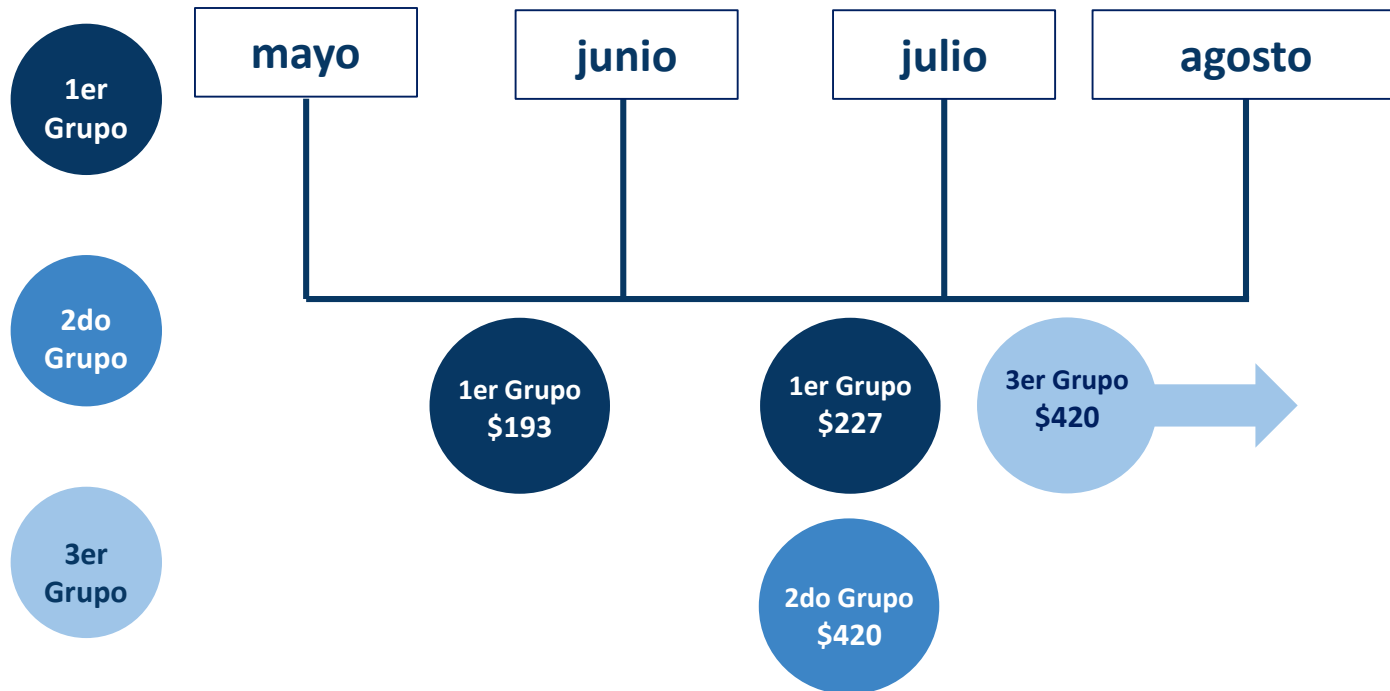 mayo
junio
julio
agosto
1er
Grupo
2do
Grupo
3er
Grupo
1er Grupo
$193
1er Grupo
$227
3er Grupo
$420
2do Grupo
$420